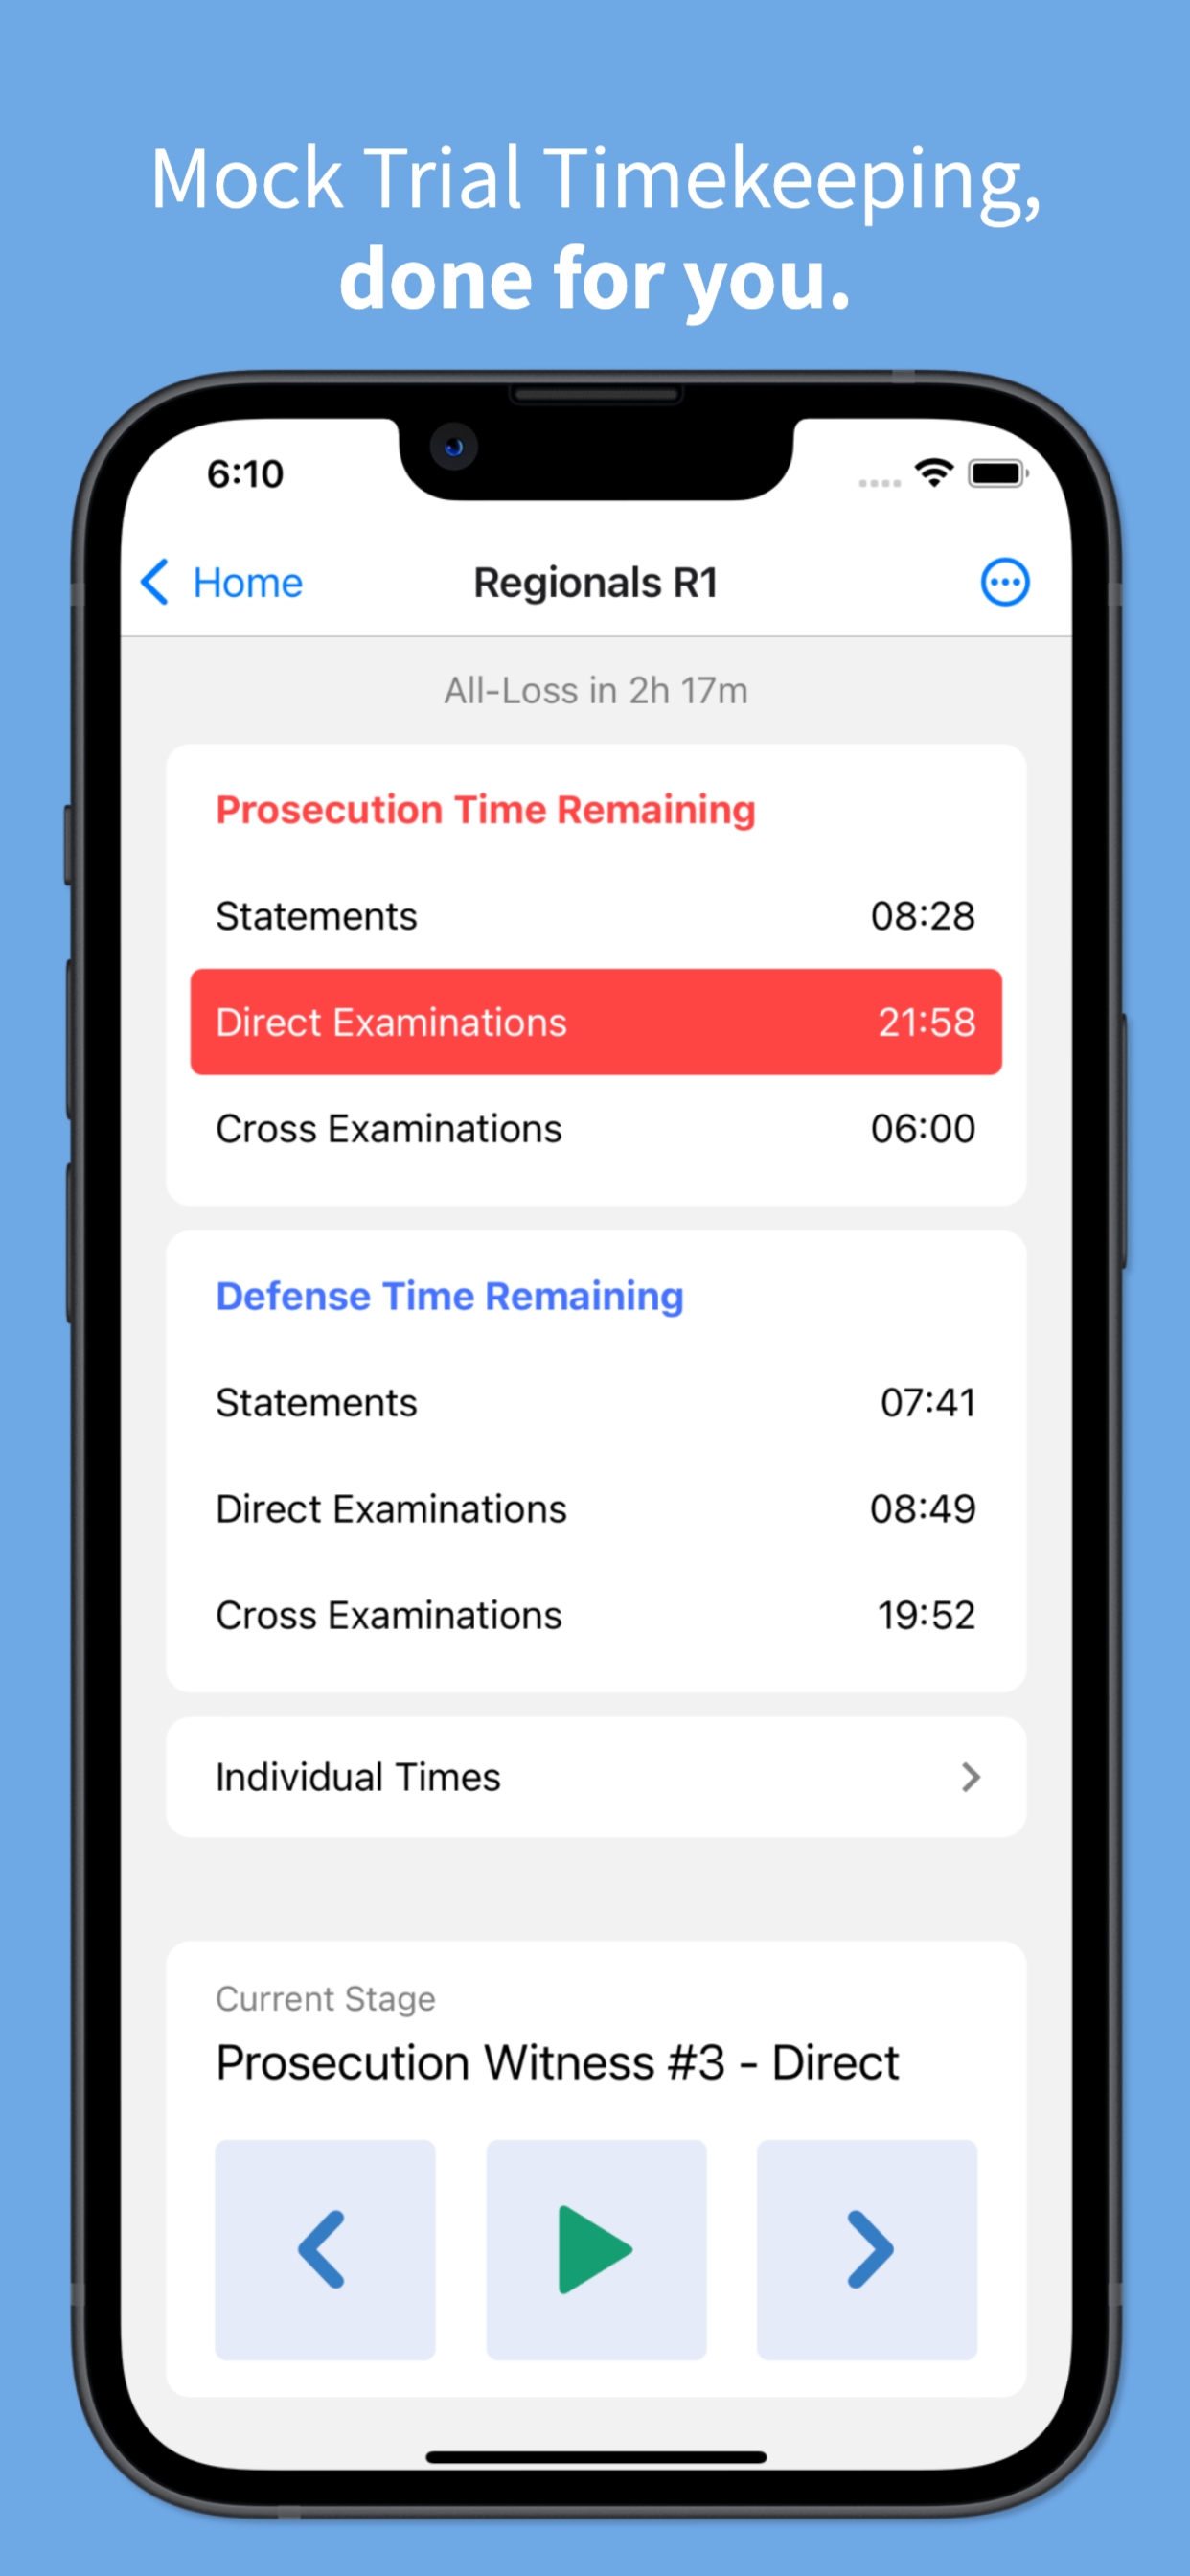 Mock Trial Timekeeping,
done for you.
6:10
Home
Regionals R1
All-Loss in 2h 17m
Prosecution Time Remaining
Statements 08:28
Direct Examinations 21:58
Cross Examinations 06:00
Defense Time Remaining
Statements 07:41
Direct Examinations 08:49
Cross Examinations 19:52
Individual Times
Current Stage
Prosecution Witness #3 - Direct